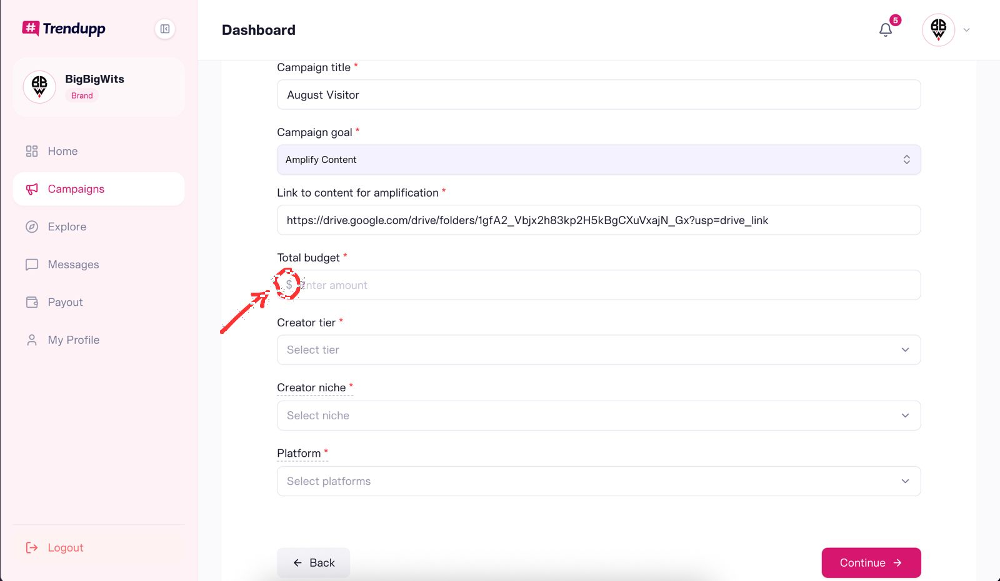 # Trendupp
Dashboard
5
BBW
BigBigWits
Brand
Home
Campaigns
Explore
Messages
Payout
My Profile
Logout
Campaign title *
August Visitor
Campaign goal *
Amplify Content
Link to content for amplification *
https://drive.google.com/drive/folders/1gfA2_Vbjx2h83kp2H5kBgCXuVxajN_Gx?usp=drive_link
Total budget *
$ nter amount
Creator tier *
Select tier
Creator niche *
Select niche
Platform *
Select platforms
← Back
Continue →